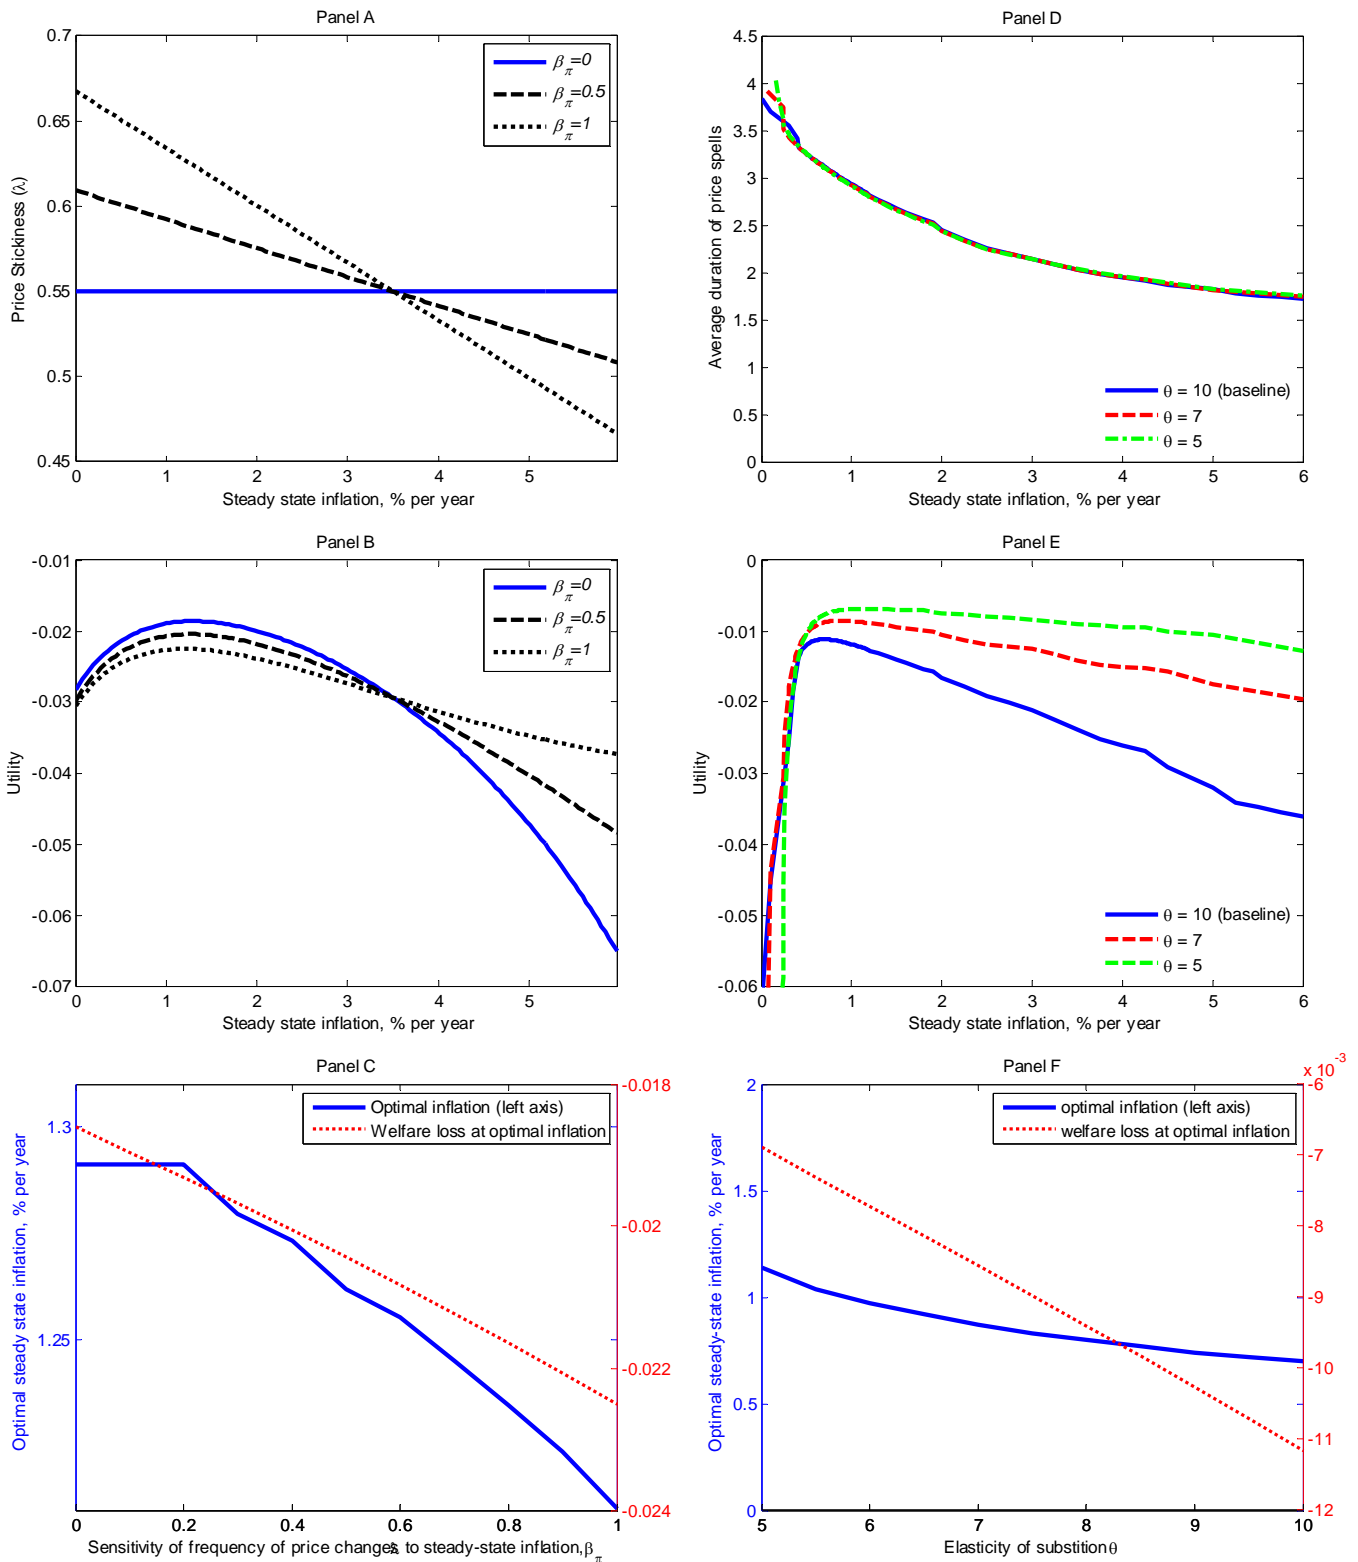 Panel A
0.7
0.65
0.6
0.55
0.5
0.45
Price Stickiness (λ)
β_π=0
β_π=0.5
β_π=1
0 1 2 3 4 5
Steady state inflation, % per year
Panel D
4.5
4
3.5
3
2.5
2
1.5
1
0.5
0
Average duration of price spells
θ = 10 (baseline)
θ = 7
θ = 5
0 1 2 3 4 5 6
Steady state inflation, % per year
Panel B
-0.01
-0.02
-0.03
-0.04
-0.05
-0.06
-0.07
Utility
β_π=0
β_π=0.5
β_π=1
0 1 2 3 4 5
Steady state inflation, % per year
Panel E
0
-0.01
-0.02
-0.03
-0.04
-0.05
-0.06
Utility
θ = 10 (baseline)
θ = 7
θ = 5
0 1 2 3 4 5 6
Steady state inflation, % per year
Panel C
1.3
1.25
Optimal steady state inflation, % per year
Optimal inflation (left axis)
Welfare loss at optimal inflation
-0.018
-0.02
-0.022
-0.024
0 0.2 0.4 0.6 0.8 1
Sensitivity of frequency of price changes, λ to steady-state inflation,β_π
Panel F
x 10^-3
2
1.5
1
0.5
0
Optimal steady-state inflation, % per year
optimal inflation (left axis)
welfare loss at optimal inflation
-6
-7
-8
-9
-10
-11
-12
5 6 7 8 9 10
Elasticity of substition θ